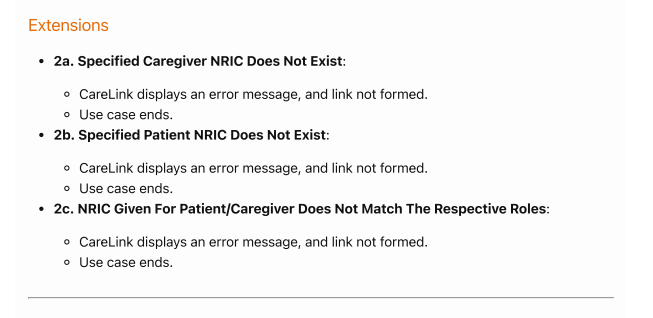 Extensions
• 2a. Specified Caregiver NRIC Does Not Exist:
CareLink displays an error message, and link not formed.
Use case ends.
• 2b. Specified Patient NRIC Does Not Exist:
CareLink displays an error message, and link not formed.
Use case ends.
• 2c. NRIC Given For Patient/Caregiver Does Not Match The Respective Roles:
CareLink displays an error message, and link not formed.
Use case ends.